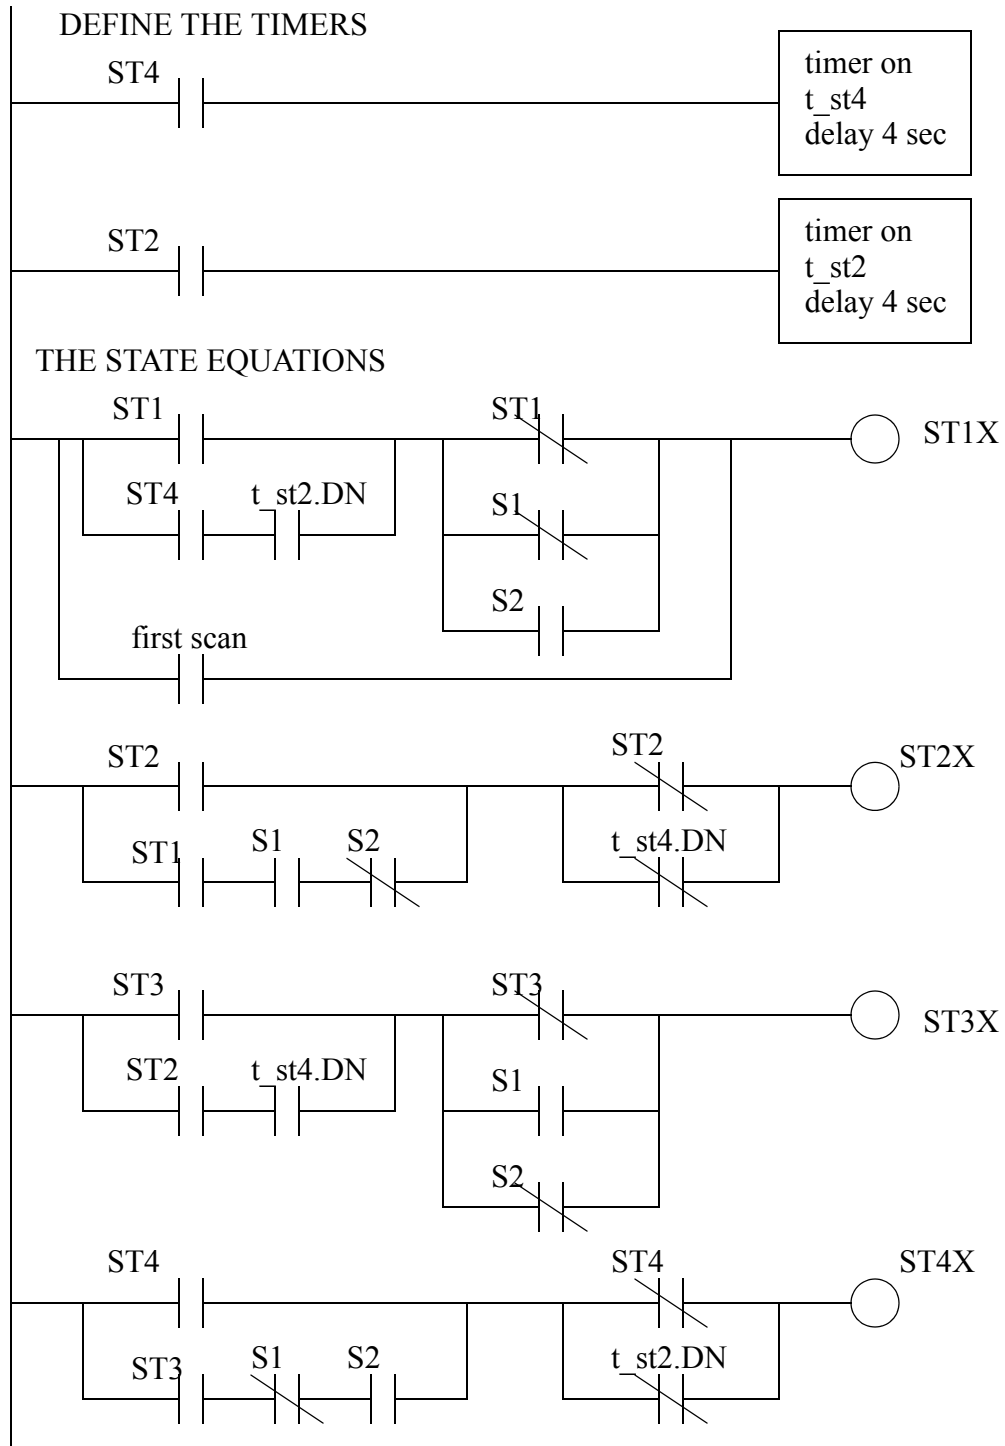 DEFINE THE TIMERS
ST4
timer on
t_st4
delay 4 sec
ST2
timer on
t_st2
delay 4 sec
THE STATE EQUATIONS
ST1
ST1
ST1X
ST4
t_st2.DN
S1
S2
first scan
ST2
ST2
ST2X
ST1
S1
S2
t_st4.DN
ST3
ST3
ST3X
ST2
t_st4.DN
S1
S2
ST4
ST4
ST4X
ST3
S1
S2
t_st2.DN